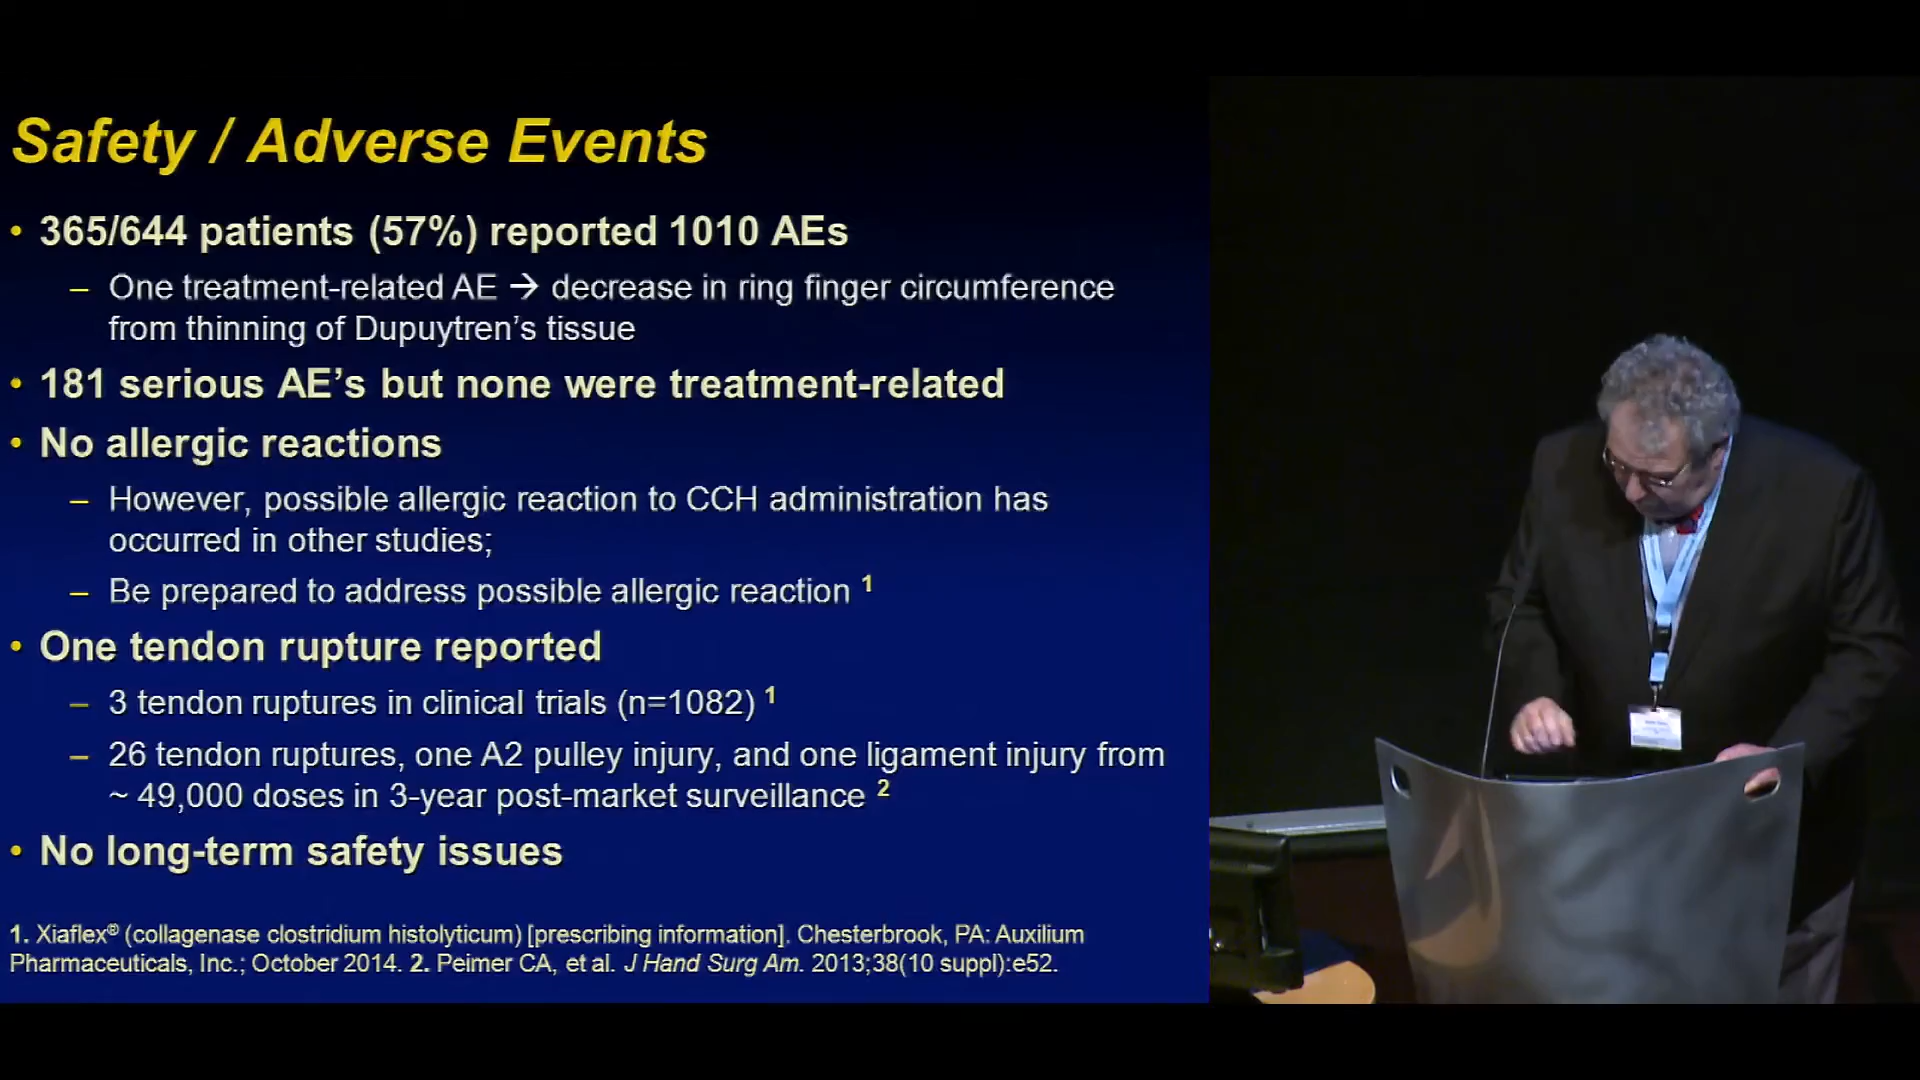 Safety / Adverse Events
• 365/644 patients (57%) reported 1010 AEs
– One treatment-related AE → decrease in ring finger circumference
from thinning of Dupuytren’s tissue
• 181 serious AE’s but none were treatment-related
• No allergic reactions
– However, possible allergic reaction to CCH administration has
occurred in other studies;
– Be prepared to address possible allergic reaction 1
• One tendon rupture reported
– 3 tendon ruptures in clinical trials (n=1082) 1
– 26 tendon ruptures, one A2 pulley injury, and one ligament injury from
~ 49,000 doses in 3-year post-market surveillance 2
• No long-term safety issues
1. Xiaflex® (collagenase clostridium histolyticum) [prescribing information]. Chesterbrook, PA: Auxilium
Pharmaceuticals, Inc.; October 2014. 2. Peimer CA, et al. J Hand Surg Am. 2013;38(10 suppl):e52.